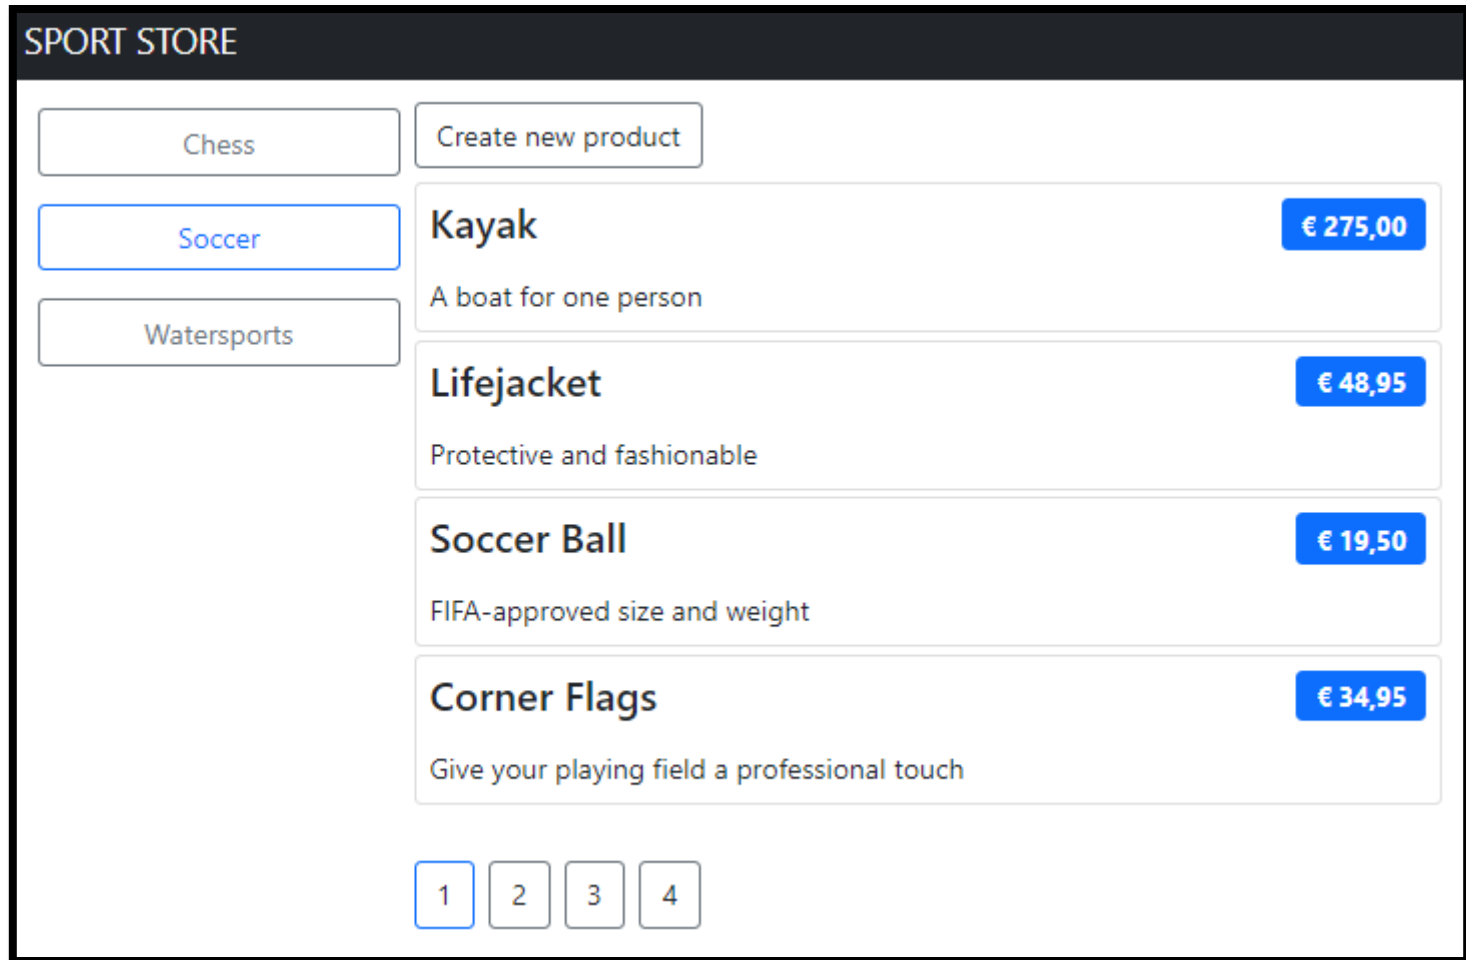 SPORT STORE
Chess
Soccer
Watersports
Create new product
Kayak
€ 275,00
A boat for one person
Lifejacket
€ 48,95
Protective and fashionable
Soccer Ball
€ 19,50
FIFA-approved size and weight
Corner Flags
€ 34,95
Give your playing field a professional touch
1 2 3 4